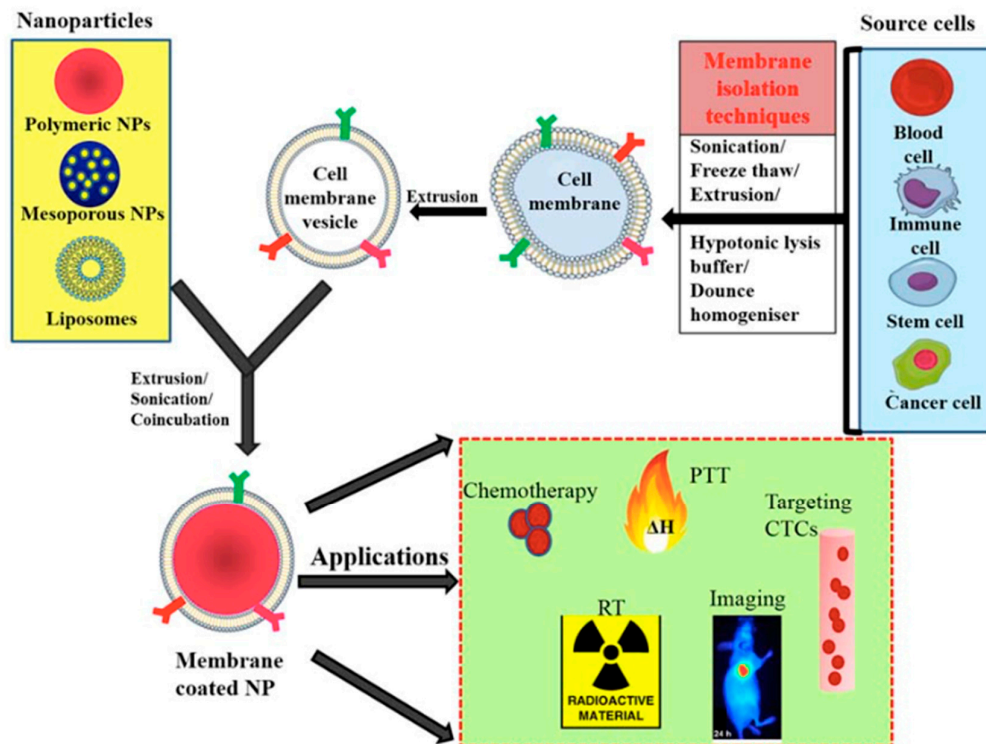 Nanoparticles
Polymeric NPs
Mesoporous NPs
Liposomes
Cell
membrane
vesicle
Extrusion
Cell
membrane
Membrane
isolation
techniques
Sonication/
Freeze thaw/
Extrusion/
Hypotonic lysis
buffer/
Dounce
homogeniser
Source cells
Blood
cell
Immune
cell
Stem cell
Cancer cell
Extrusion/
Sonication/
Coincubation
Membrane
coated NP
Applications
Chemotherapy
PTT
ΔH
Targeting
CTCs
RT
RADIOACTIVE
MATERIAL
Imaging
24 h